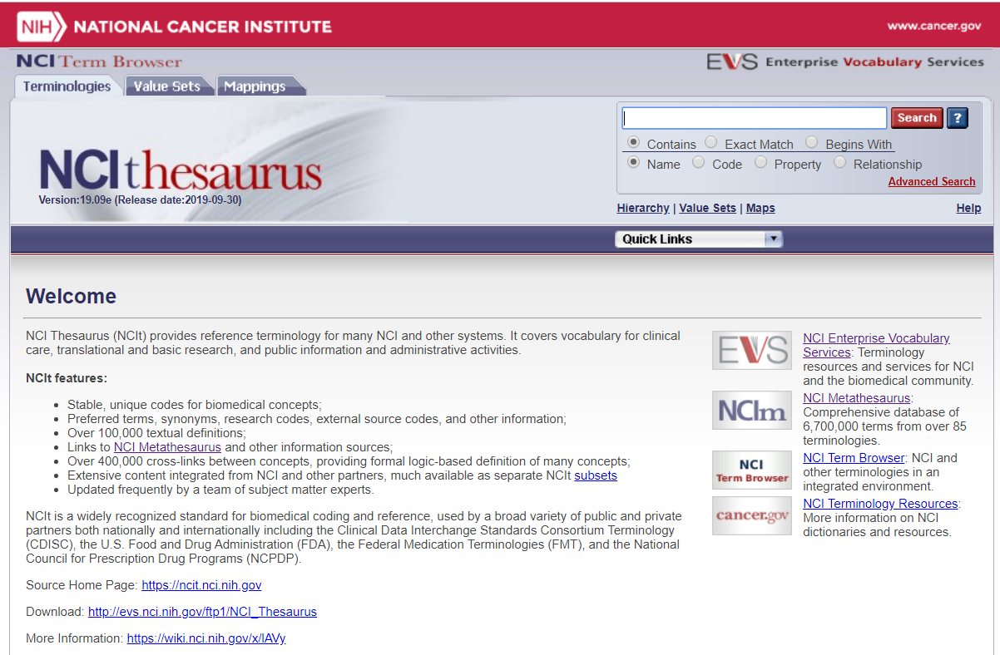 NIH NATIONAL CANCER INSTITUTE
www.cancer.gov
NCI Term Browser
EVS Enterprise Vocabulary Services
Terminologies Value Sets Mappings
Search ?
Contains Exact Match Begins With
Name Code Property Relationship
Advanced Search
NCIthesaurus
Version:19.09e (Release date:2019-09-30)
Hierarchy | Value Sets | Maps
Help
Quick Links
Welcome
NCI Thesaurus (NCIt) provides reference terminology for many NCI and other systems. It covers vocabulary for clinical
care, translational and basic research, and public information and administrative activities.
NCIt features:
• Stable, unique codes for biomedical concepts;
• Preferred terms, synonyms, research codes, external source codes, and other information;
• Over 100,000 textual definitions;
• Links to NCI Metathesaurus and other information sources;
• Over 400,000 cross-links between concepts, providing formal logic-based definition of many concepts;
• Extensive content integrated from NCI and other partners, much available as separate NCIt subsets
• Updated frequently by a team of subject matter experts.
NCIt is a widely recognized standard for biomedical coding and reference, used by a broad variety of public and private
partners both nationally and internationally including the Clinical Data Interchange Standards Consortium Terminology
(CDISC), the U.S. Food and Drug Administration (FDA), the Federal Medication Terminologies (FMT), and the National
Council for Prescription Drug Programs (NCPDP).
Source Home Page: https://ncit.nci.nih.gov
Download: http://evs.nci.nih.gov/ftp1/NCI_Thesaurus
More Information: https://wiki.nci.nih.gov/x/lAVy
EVS
NCI Enterprise Vocabulary
Services: Terminology
resources and services for NCI
and the biomedical community.
NCIm
NCI Metathesaurus:
Comprehensive database of
6,700,000 terms from over 85
terminologies.
NCI
Term Browser
NCI Term Browser: NCI and
other terminologies in an
integrated environment.
cancer.gov
NCI Terminology Resources:
More information on NCI
dictionaries and resources.